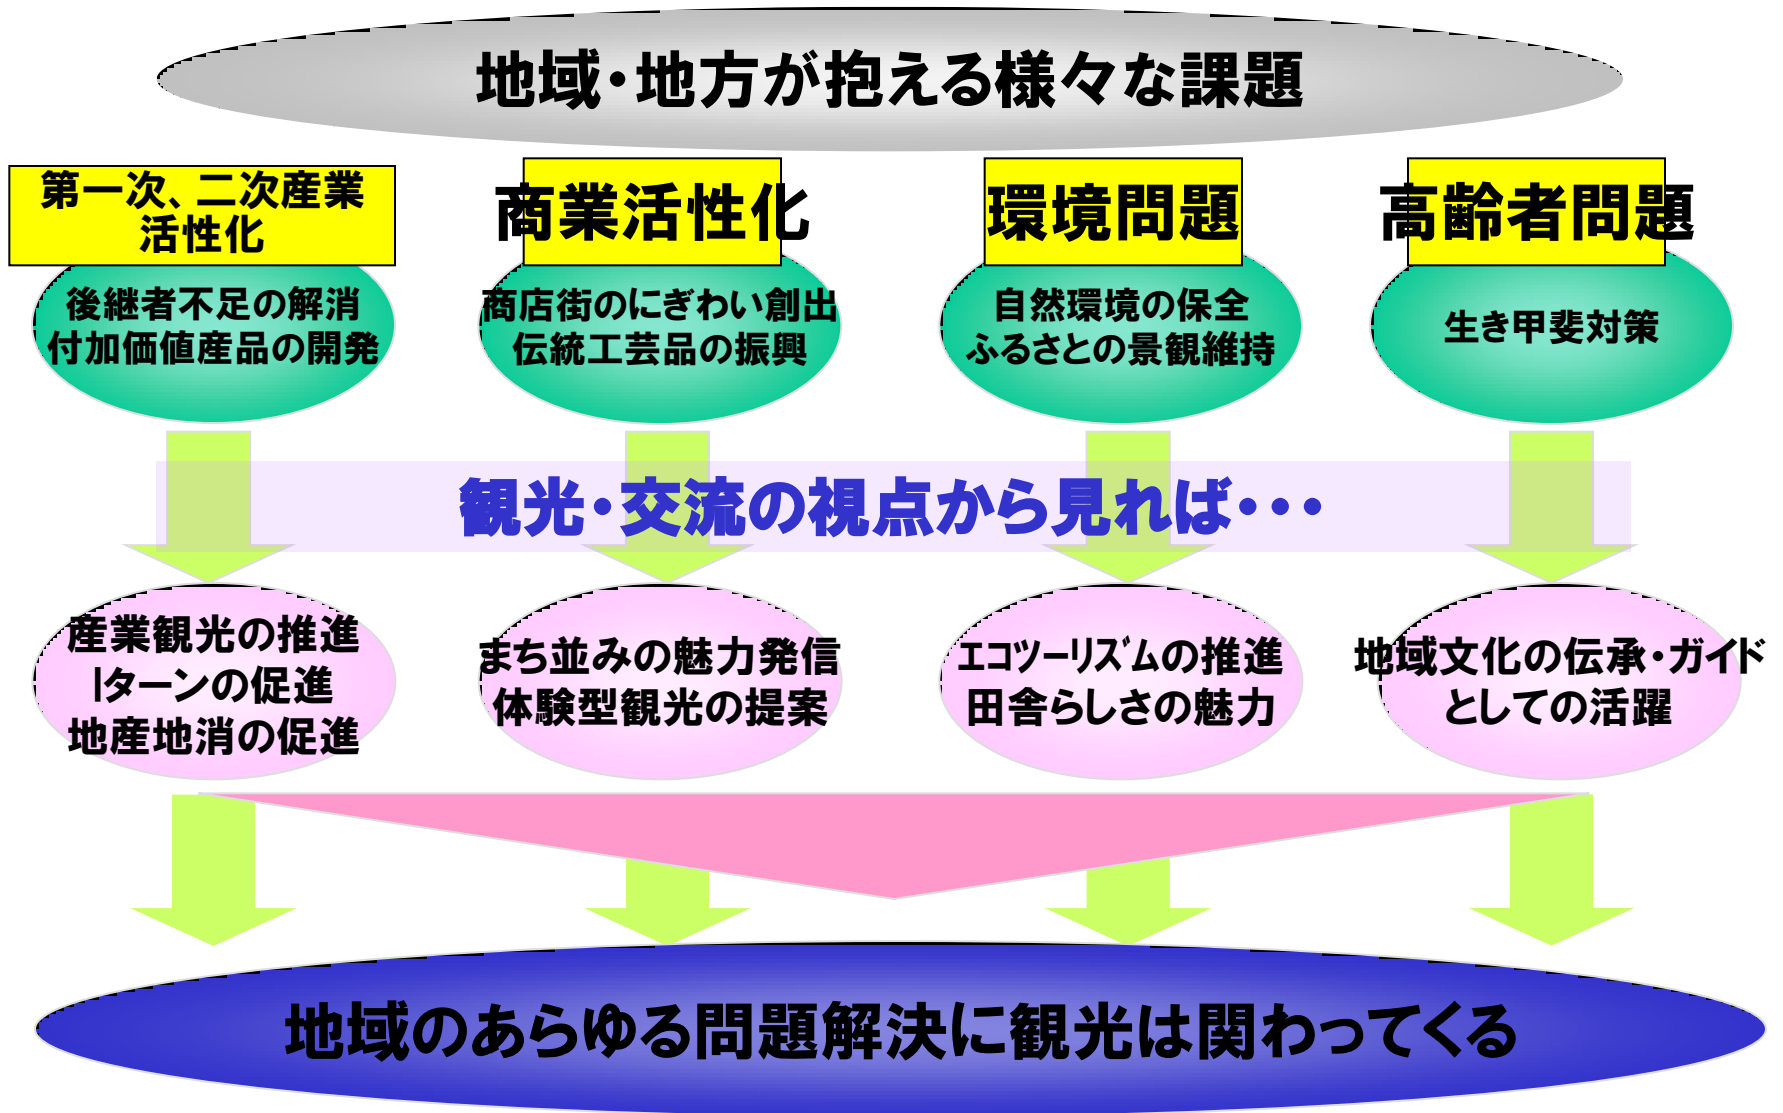 地域・地方が抱える様々な課題
第一次、二次産業
活性化
商業活性化
環境問題
高齢者問題
後継者不足の解消
付加価値産品の開発
商店街のにぎわい創出
伝統工芸品の振興
自然環境の保全
ふるさとの景観維持
生き甲斐対策
観光・交流の視点から見れば・・・
産業観光の推進
Iターンの促進
地産地消の促進
まち並みの魅力発信
体験型観光の提案
ｴｺﾂｰﾘｽﾞﾑの推進
田舎らしさの魅力
地域文化の伝承・ガイド
としての活躍
地域のあらゆる問題解決に観光は関わってくる